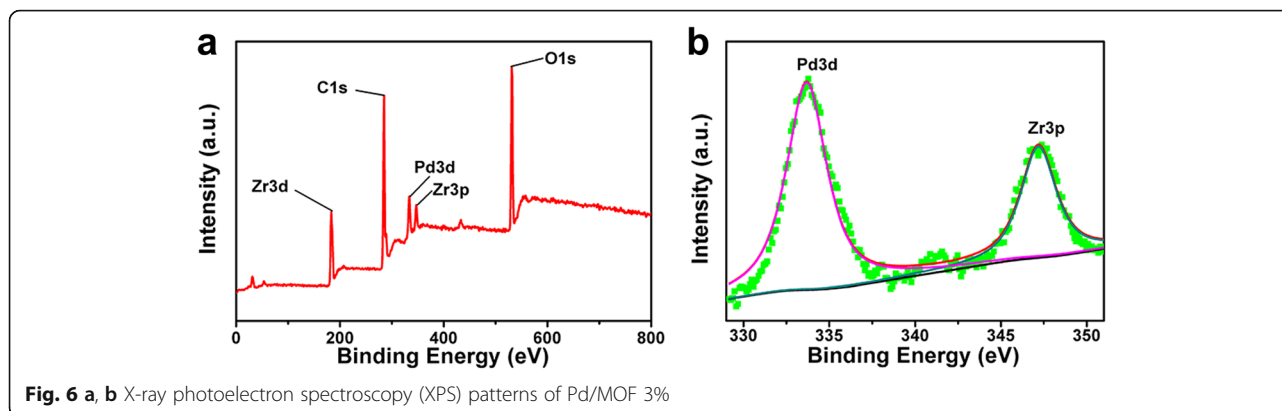 a
Intensity (a.u.)
Zr3d
C1s
Pd3d
Zr3p
O1s
0 200 400 600 800
Binding Energy (eV)
b
Intensity (a.u.)
Pd3d
Zr3p
330 335 340 345 350
Binding Energy (eV)
Fig. 6 a, b X-ray photoelectron spectroscopy (XPS) patterns of Pd/MOF 3%